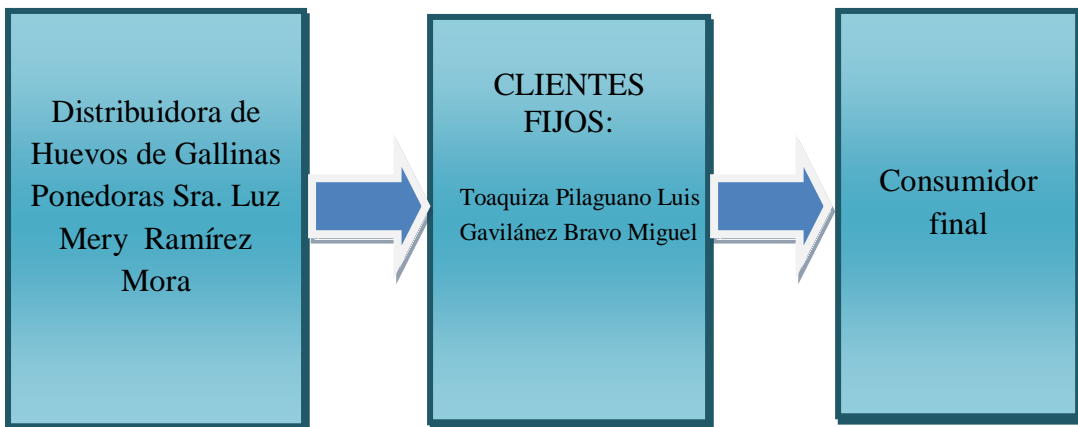 Distribuidora de
Huevos de Gallinas
Ponedoras Sra. Luz
Mery Ramírez
Mora
CLIENTES
FIJOS:
Toaquiza Pilaguano Luis
Gavilánez Bravo Miguel
Consumidor
final